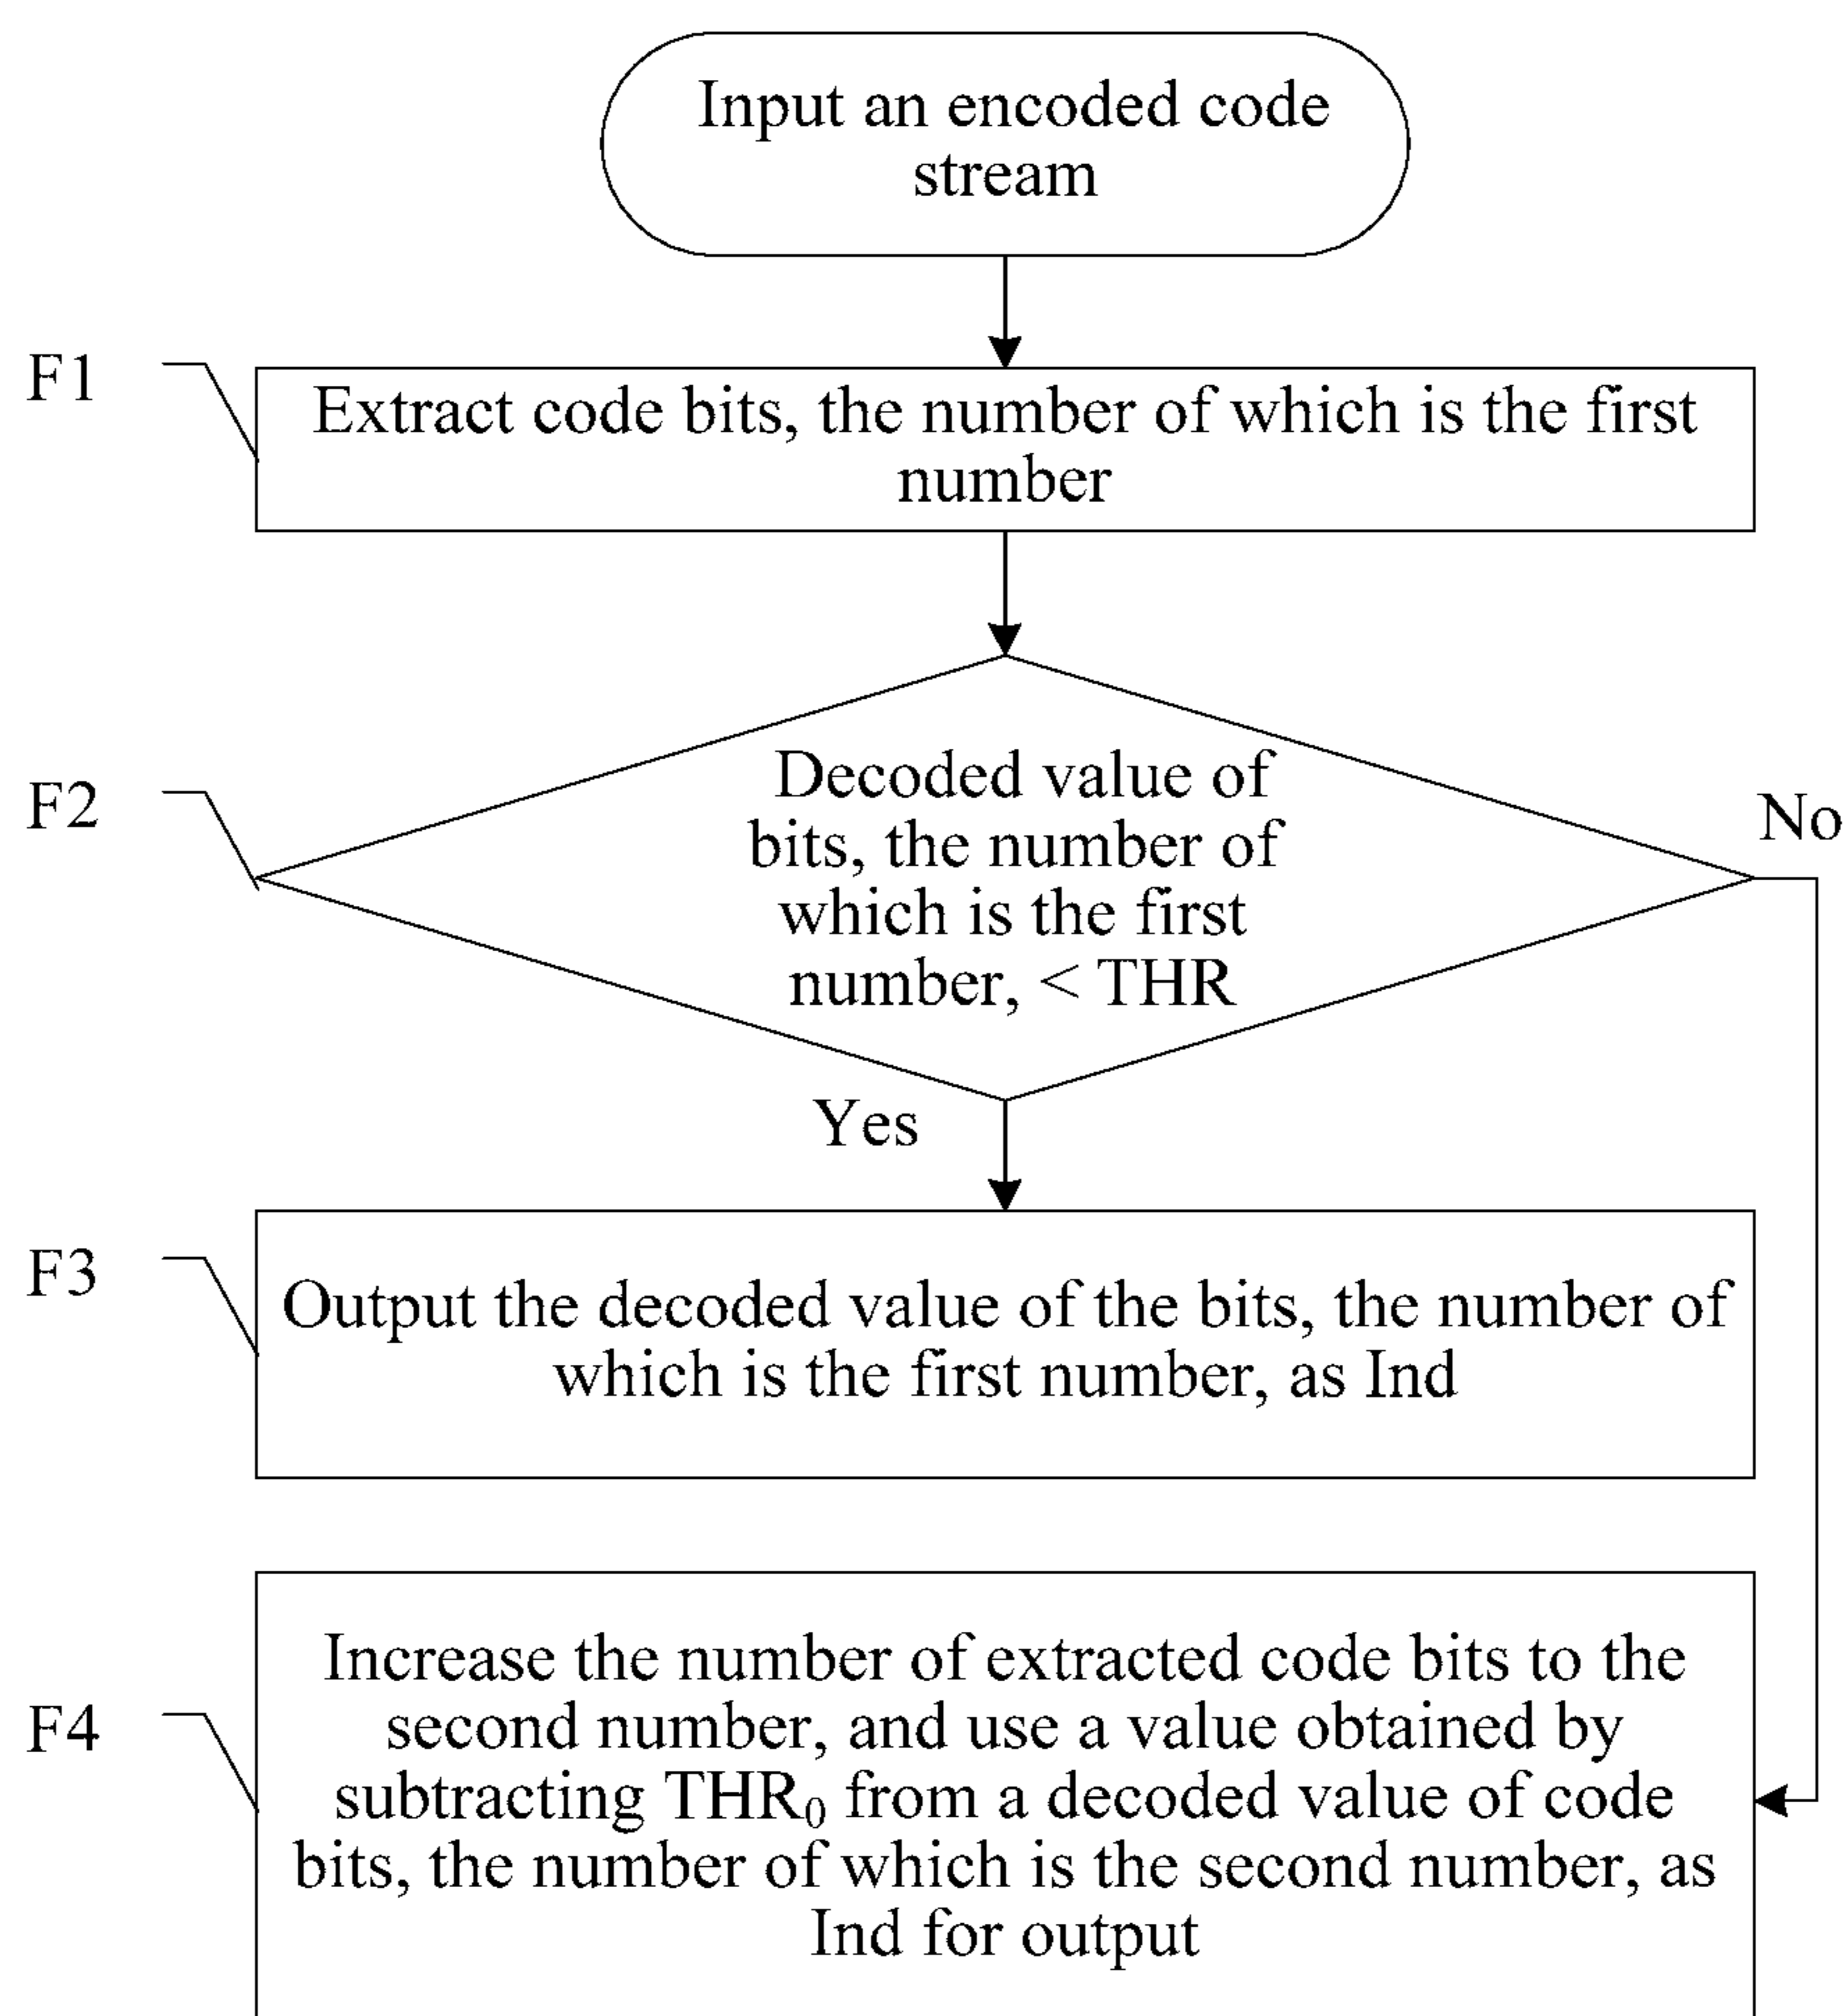 Input an encoded code
stream
F1
Extract code bits, the number of which is the first
number
F2
Decoded value of
bits, the number of
which is the first
number, < THR
No
Yes
F3
Output the decoded value of the bits, the number of
which is the first number, as Ind
F4
Increase the number of extracted code bits to the
second number, and use a value obtained by
subtracting THR₀ from a decoded value of code
bits, the number of which is the second number, as
Ind for output